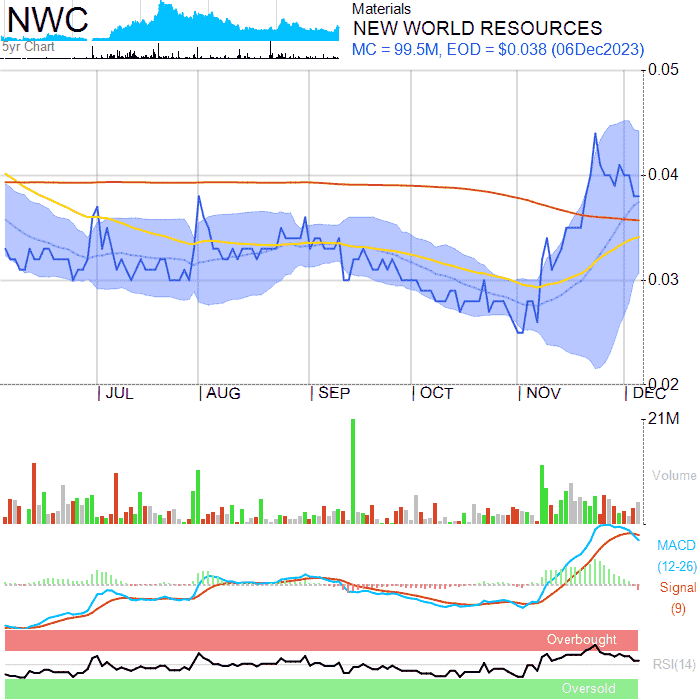 NWC
5yr Chart
Materials
NEW WORLD RESOURCES
MC = 99.5M, EOD = $0.038 (06Dec2023)
0.05
0.04
0.03
0.02
JUL
AUG
SEP
OCT
NOV
DEC
21M
Volume
MACD
(12-26)
Signal
(9)
Overbought
RSI(14)
Oversold